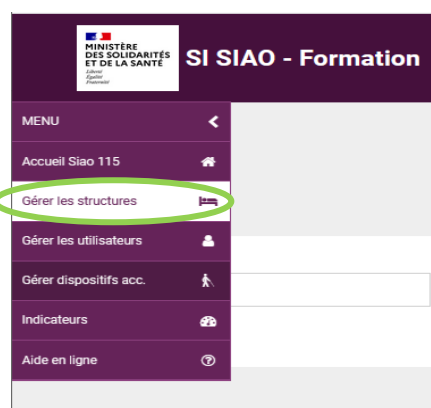 MINISTÈRE
DES SOLIDARITÉS
ET DE LA SANTÉ
Liberté
Égalité
Fraternité
SI SIAO - Formation
MENU
Accueil Siao 115
Gérer les structures
Gérer les utilisateurs
Gérer dispositifs acc.
Indicateurs
Aide en ligne